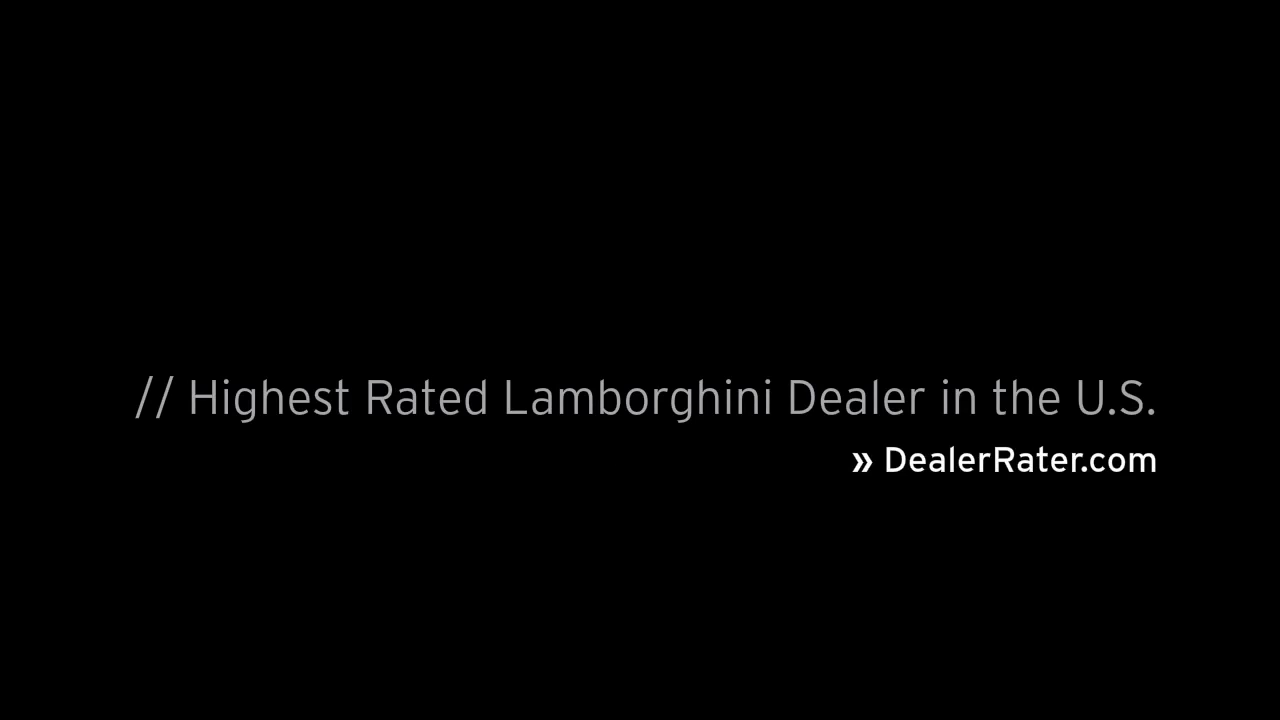 // Highest Rated Lamborghini Dealer in the U.S.
» DealerRater.com